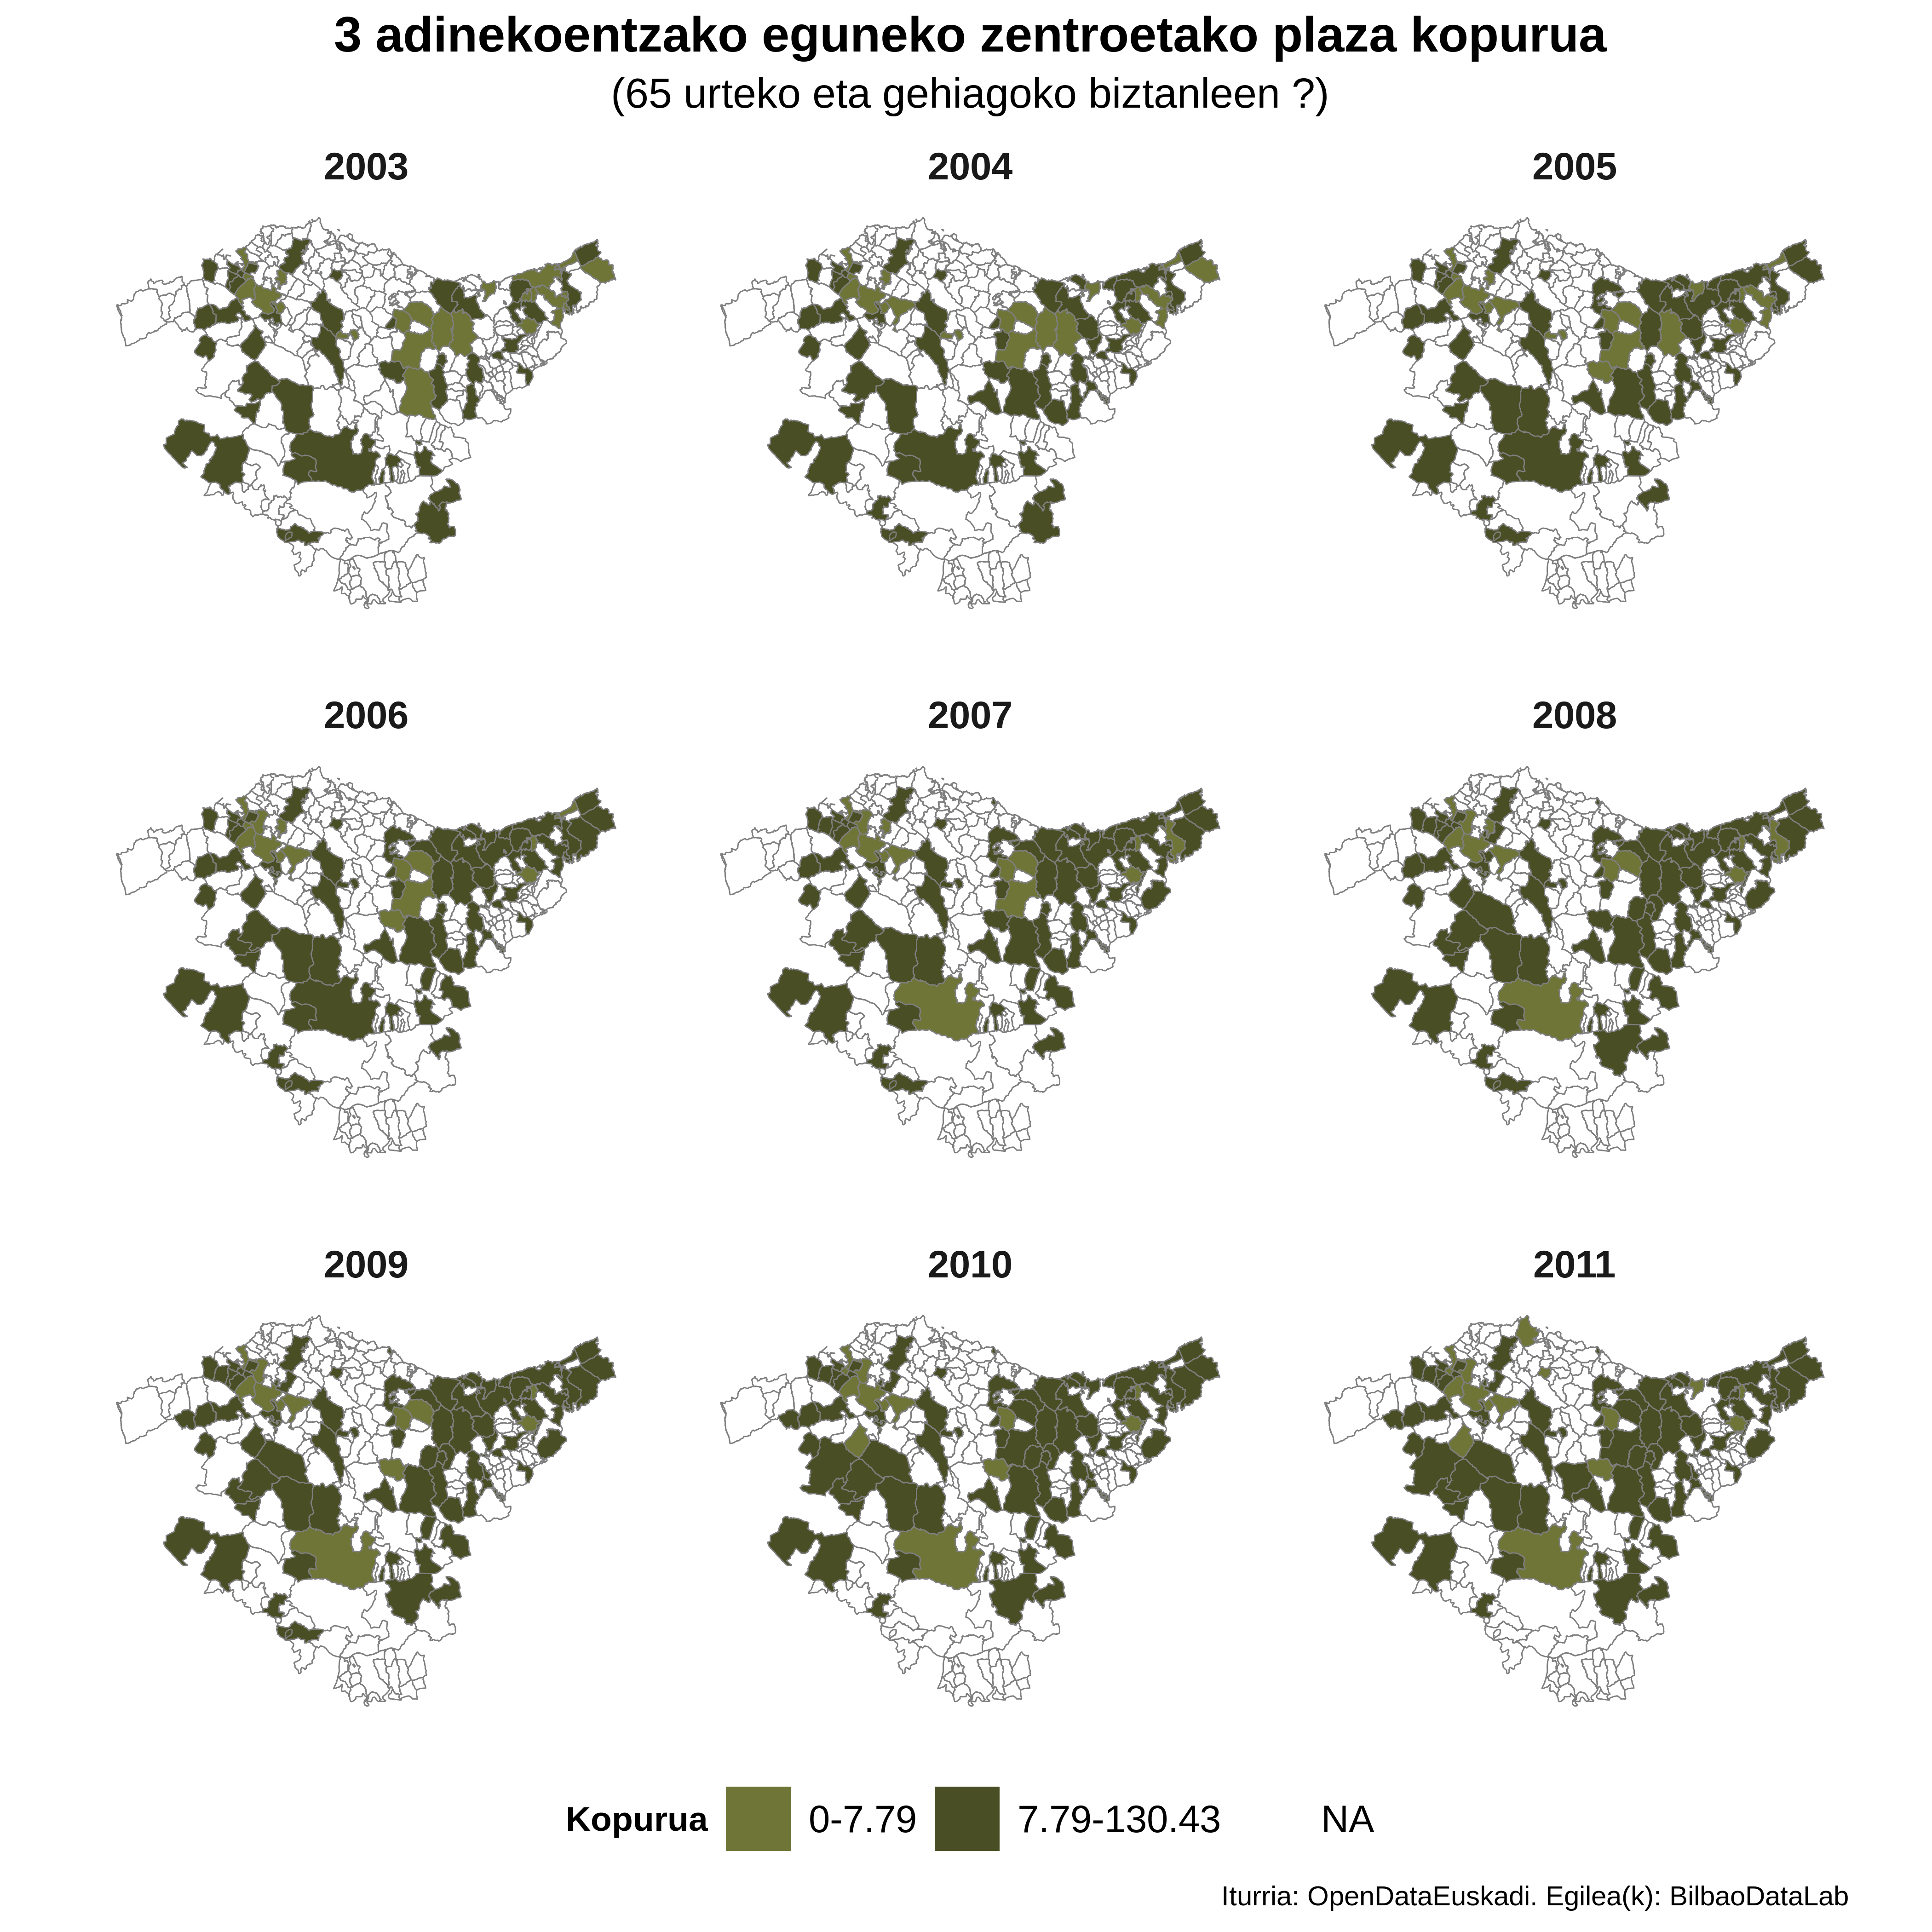 3 adinekoentzako eguneko zentroetako plaza kopurua
(65 urteko eta gehiagoko biztanleen ?)
2003 2004 2005
2006 2007 2008
2009 2010 2011
Kopurua 0-7.79 7.79-130.43 NA
Iturria: OpenDataEuskadi. Egilea(k): BilbaoDataLab